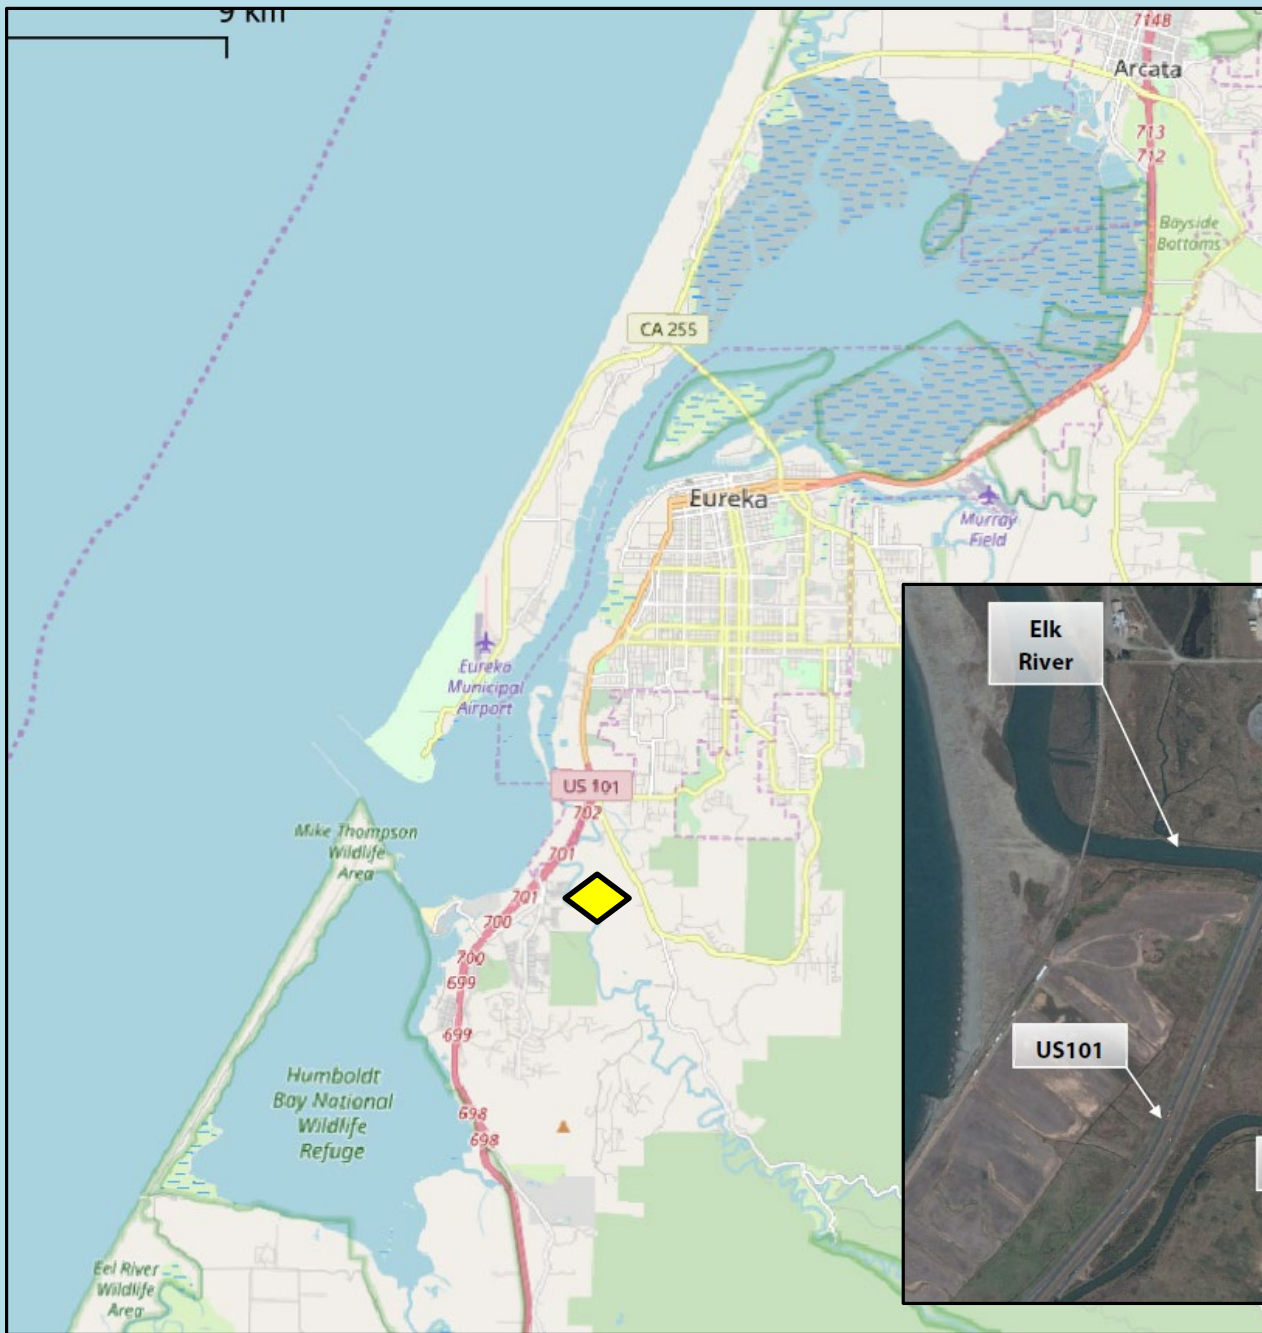 9 km
7148
Arcata
713
712
Bayside
Bottoms
CA 255
Eureka
Murray
Field
Eureka
Municipal
Airport
US 101
702
701
701
700
700
699
699
698
698
Mike Thompson
Wildlife
Area
Humboldt
Bay National
Wildlife
Refuge
Eel River
Wildlife
Area
Elk
River
US101